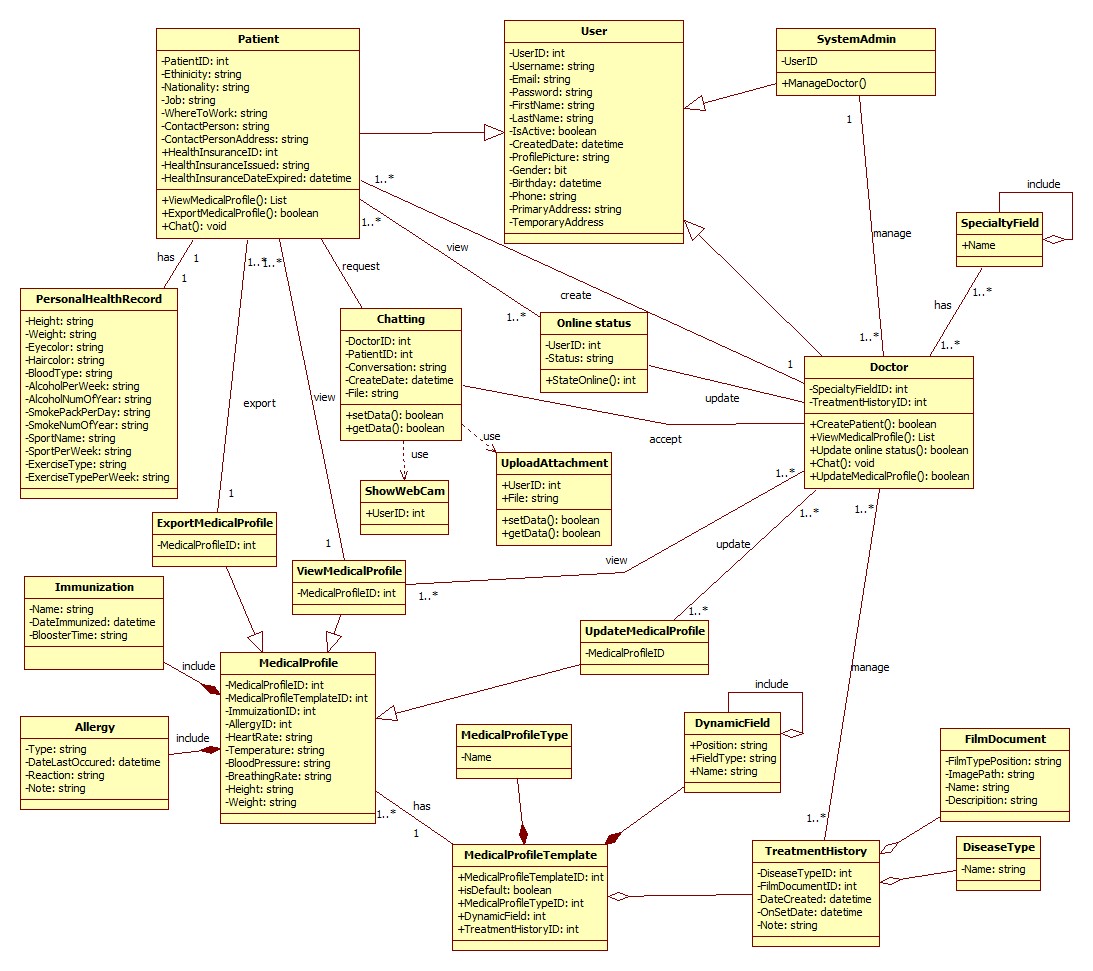 Patient
-PatientID: int
-Ethinicity: string
-Nationality: string
-Job: string
-WhereToWork: string
-ContactPerson: string
-ContactPersonAddress: string
+HealthInsuranceID: int
-HealthInsuranceIssued: string
-HealthInsuranceDateExpired: datetime
+ViewMedicalProfile(): List
+ExportMedicalProfile(): boolean
+Chat(): void
User
-UserID: int
-Username: string
-Email: string
-Password: string
-FirstName: string
-LastName: string
-IsActive: boolean
-CreatedDate: datetime
-ProfilePicture: string
-Gender: bit
-Birthday: datetime
-Phone: string
-PrimaryAddress: string
-TemporaryAddress
SystemAdmin
-UserID
+ManageDoctor()
1
manage
1..*
include
SpecialtyField
+Name
1..*
has
1..*
1..*
create
1
1..*
view
1..*
has
1
1
1..*
export
1
1..*
view
1
request
PersonalHealthRecord
-Height: string
-Weight: string
-Eyecolor: string
-Haircolor: string
-BloodType: string
-AlcoholPerWeek: string
-AlcoholNumOfYear: string
-SmokePackPerDay: string
-SmokeNumOfYear: string
-SportName: string
-SportPerWeek: string
-ExerciseType: string
-ExerciseTypePerWeek: string
Chatting
-DoctorID: int
-PatientID: int
-Conversation: string
-CreateDate: datetime
-File: string
+setData(): boolean
+getData(): boolean
Online status
-UserID: int
-Status: string
+StateOnline(): int
update
accept
Doctor
-SpecialtyFieldID: int
-TreatmentHistoryID: int
+CreatePatient(): boolean
+ViewMedicalProfile(): List
+Update online status(): boolean
+Chat(): void
+UpdateMedicalProfile(): boolean
use
use
ShowWebCam
+UserID: int
UploadAttachment
+UserID: int
+File: string
+setData(): boolean
+getData(): boolean
ExportMedicalProfile
-MedicalProfileID: int
ViewMedicalProfile
-MedicalProfileID: int
1..*
view
1..*
1..*
update
1..*
UpdateMedicalProfile
-MedicalProfileID
1..*
manage
1..*
Immunization
-Name: string
-DateImmunized: datetime
-BloosterTime: string
include
Allergy
-Type: string
-DateLastOccured: datetime
-Reaction: string
-Note: string
include
MedicalProfile
-MedicalProfileID: int
-MedicalProfileTemplateID: int
-ImmuizationID: int
-AllergyID: int
-HeartRate: string
-Temperature: string
-BloodPressure: string
-BreathingRate: string
-Height: string
-Weight: string
1..*
has
1
MedicalProfileType
-Name
include
DynamicField
+Position: string
+FieldType: string
+Name: string
MedicalProfileTemplate
+MedicalProfileTemplateID: int
+isDefault: boolean
+MedicalProfileTypeID: int
+DynamicField: int
+TreatmentHistoryID: int
TreatmentHistory
-DiseaseTypeID: int
-FilmDocumentID: int
-DateCreated: datetime
-OnSetDate: datetime
-Note: string
FilmDocument
-FilmTypePosition: string
-ImagePath: string
-Name: string
-Descripition: string
DiseaseType
-Name: string